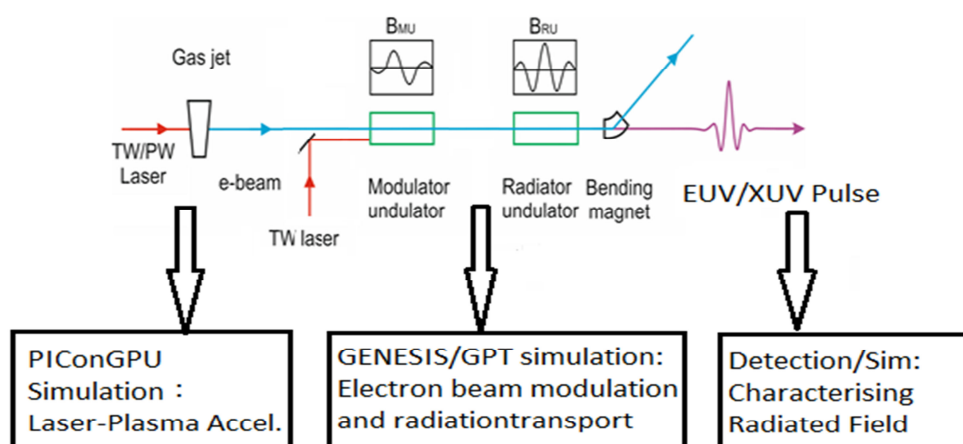 BMU
BRU
Gas jet
TW/PW
Laser
e-beam
TW laser
Modulator
undulator
Radiator
undulator
Bending
magnet
EUV/XUV Pulse
PIConGPU
Simulation :
Laser-Plasma Accel.
GENESIS/GPT simulation:
Electron beam modulation
and radiationtransport
Detection/Sim:
Characterising
Radiated Field